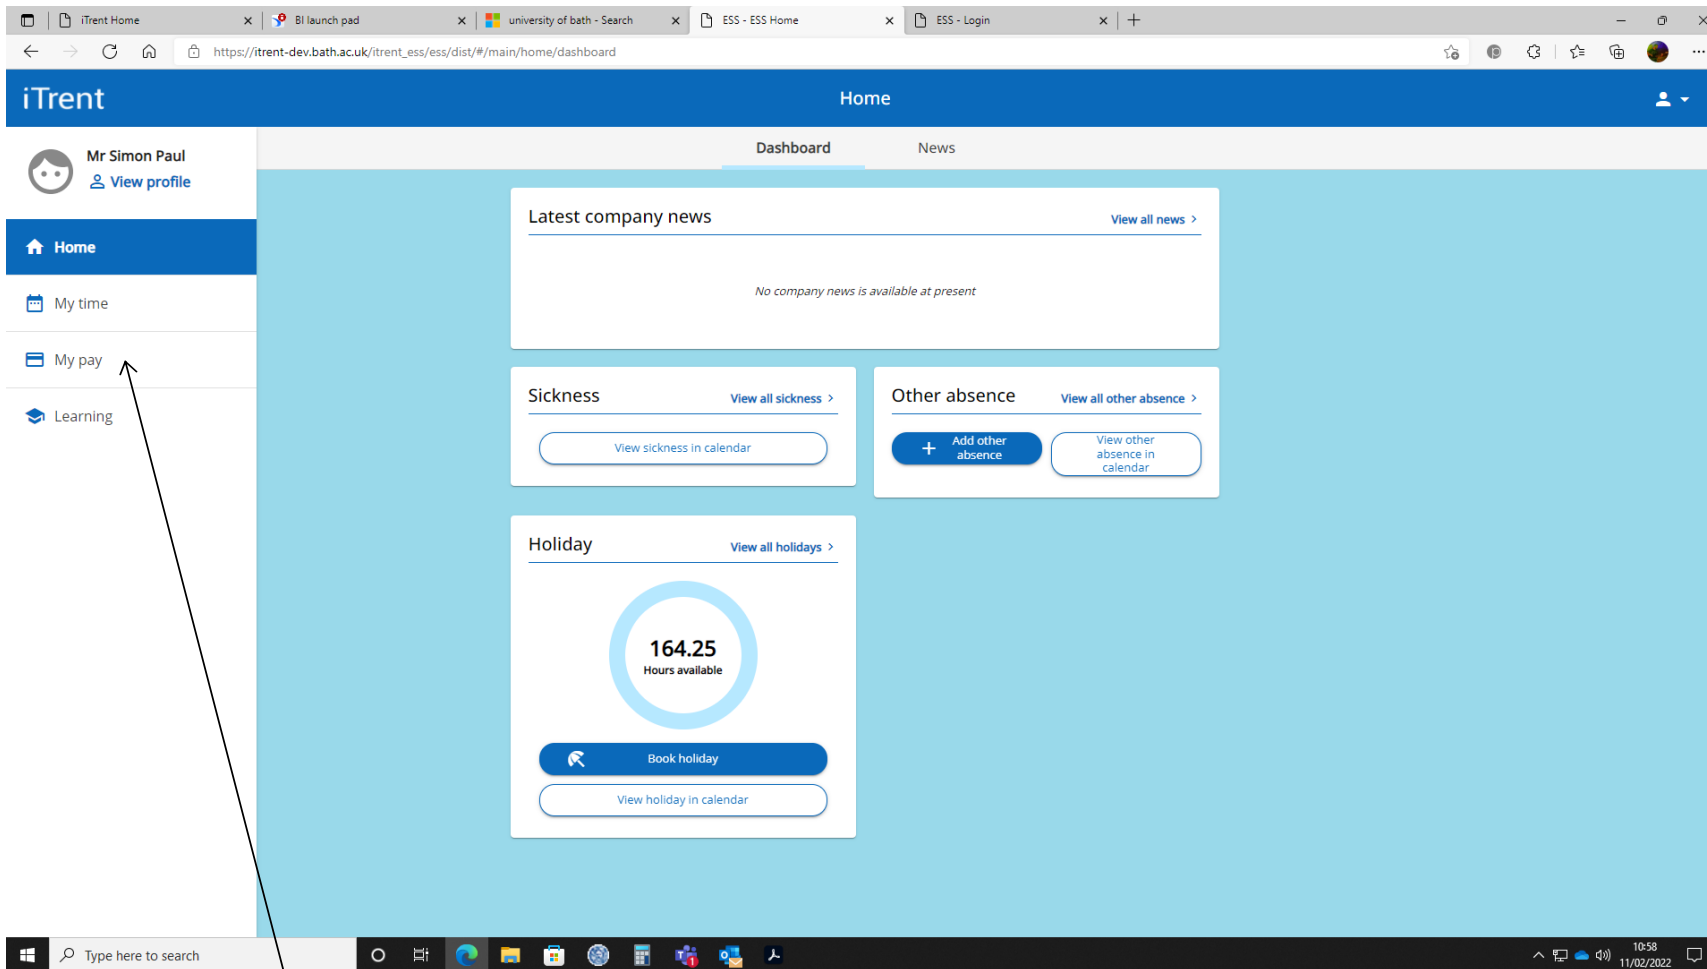 iTrent Home
BI launch pad
university of bath - Search
ESS - ESS Home
ESS - Login
https://itrent-dev.bath.ac.uk/itrent_ess/ess/dist/#/main/home/dashboard
iTrent
Home
Mr Simon Paul
View profile
Home
My time
My pay
Learning
Dashboard
News
Latest company news
View all news >
No company news is available at present
Sickness
View all sickness >
View sickness in calendar
Other absence
View all other absence >
+ Add other
absence
View other
absence in
calendar
Holiday
View all holidays >
164.25
Hours available
Book holiday
View holiday in calendar
Type here to search
10:58
11/02/2022